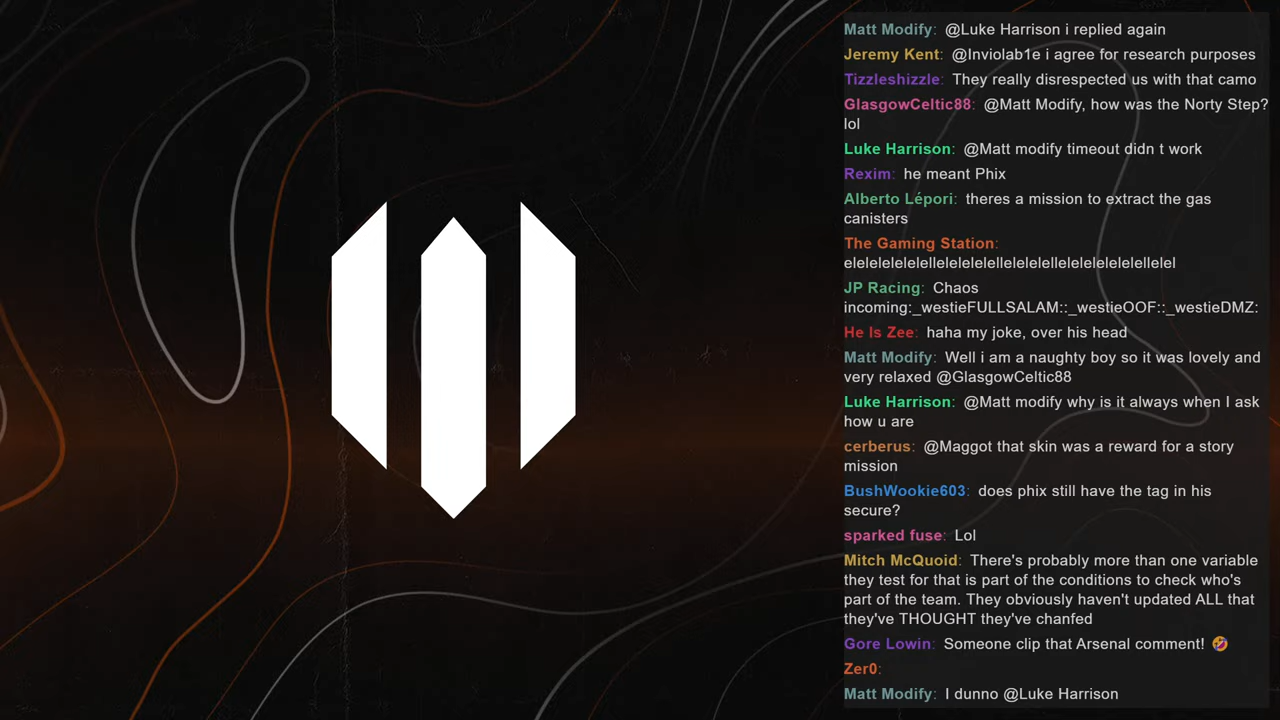 Matt Modify: @Luke Harrison i replied again
Jeremy Kent: @Inviolab1e i agree for research purposes
Tizzleshizzle: They really disrespected us with that camo
GlasgowCeltic88: @Matt Modify, how was the Norty Step?
lol
Luke Harrison: @Matt modify timeout didn t work
Rexim: he meant Phix
Alberto Lépori: theres a mission to extract the gas
canisters
The Gaming Station:
elelelelelelellelelelelelellelelelelellelelelelelelellelel
JP Racing: Chaos
incoming:_westieFULLSALAM::_westieOOF::_westieDMZ:
He Is Zee: haha my joke, over his head
Matt Modify: Well i am a naughty boy so it was lovely and
very relaxed @GlasgowCeltic88
Luke Harrison: @Matt modify why is it always when I ask
how u are
cerberus: @Maggot that skin was a reward for a story
mission
BushWookie603: does phix still have the tag in his
secure?
sparked fuse: Lol
Mitch McQuoid: There's probably more than one variable
they test for that is part of the conditions to check who's
part of the team. They obviously haven't updated ALL that
they've THOUGHT they've chanfed
Gore Lowin: Someone clip that Arsenal comment! 🤣
Zer0:
Matt Modify: I dunno @Luke Harrison